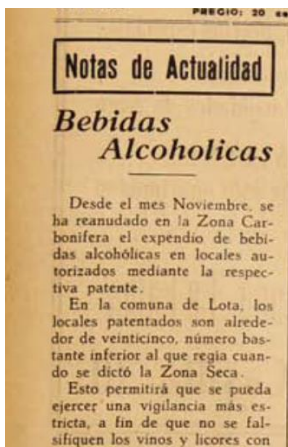 PRECIO: 20
Notas de Actualidad
Bebidas
Alcoholicas
Desde el mes Noviembre, se
ha reanudado en la Zona Car-
bonifera el expendio de bebi-
das alcohólicas en locales au-
torizados mediante la respec-
tiva patente.
En la comuna de Lota, los
locales patentados son alrede-
dor de veinticinco, número bas-
tante inferior al que regia cuan-
do se dictó la Zona Seca.
Esto permitirá que se pueda
ejercer una vigilancia más es-
tricta, a fin de que no se fal-
sifiquen los vinos y licores con